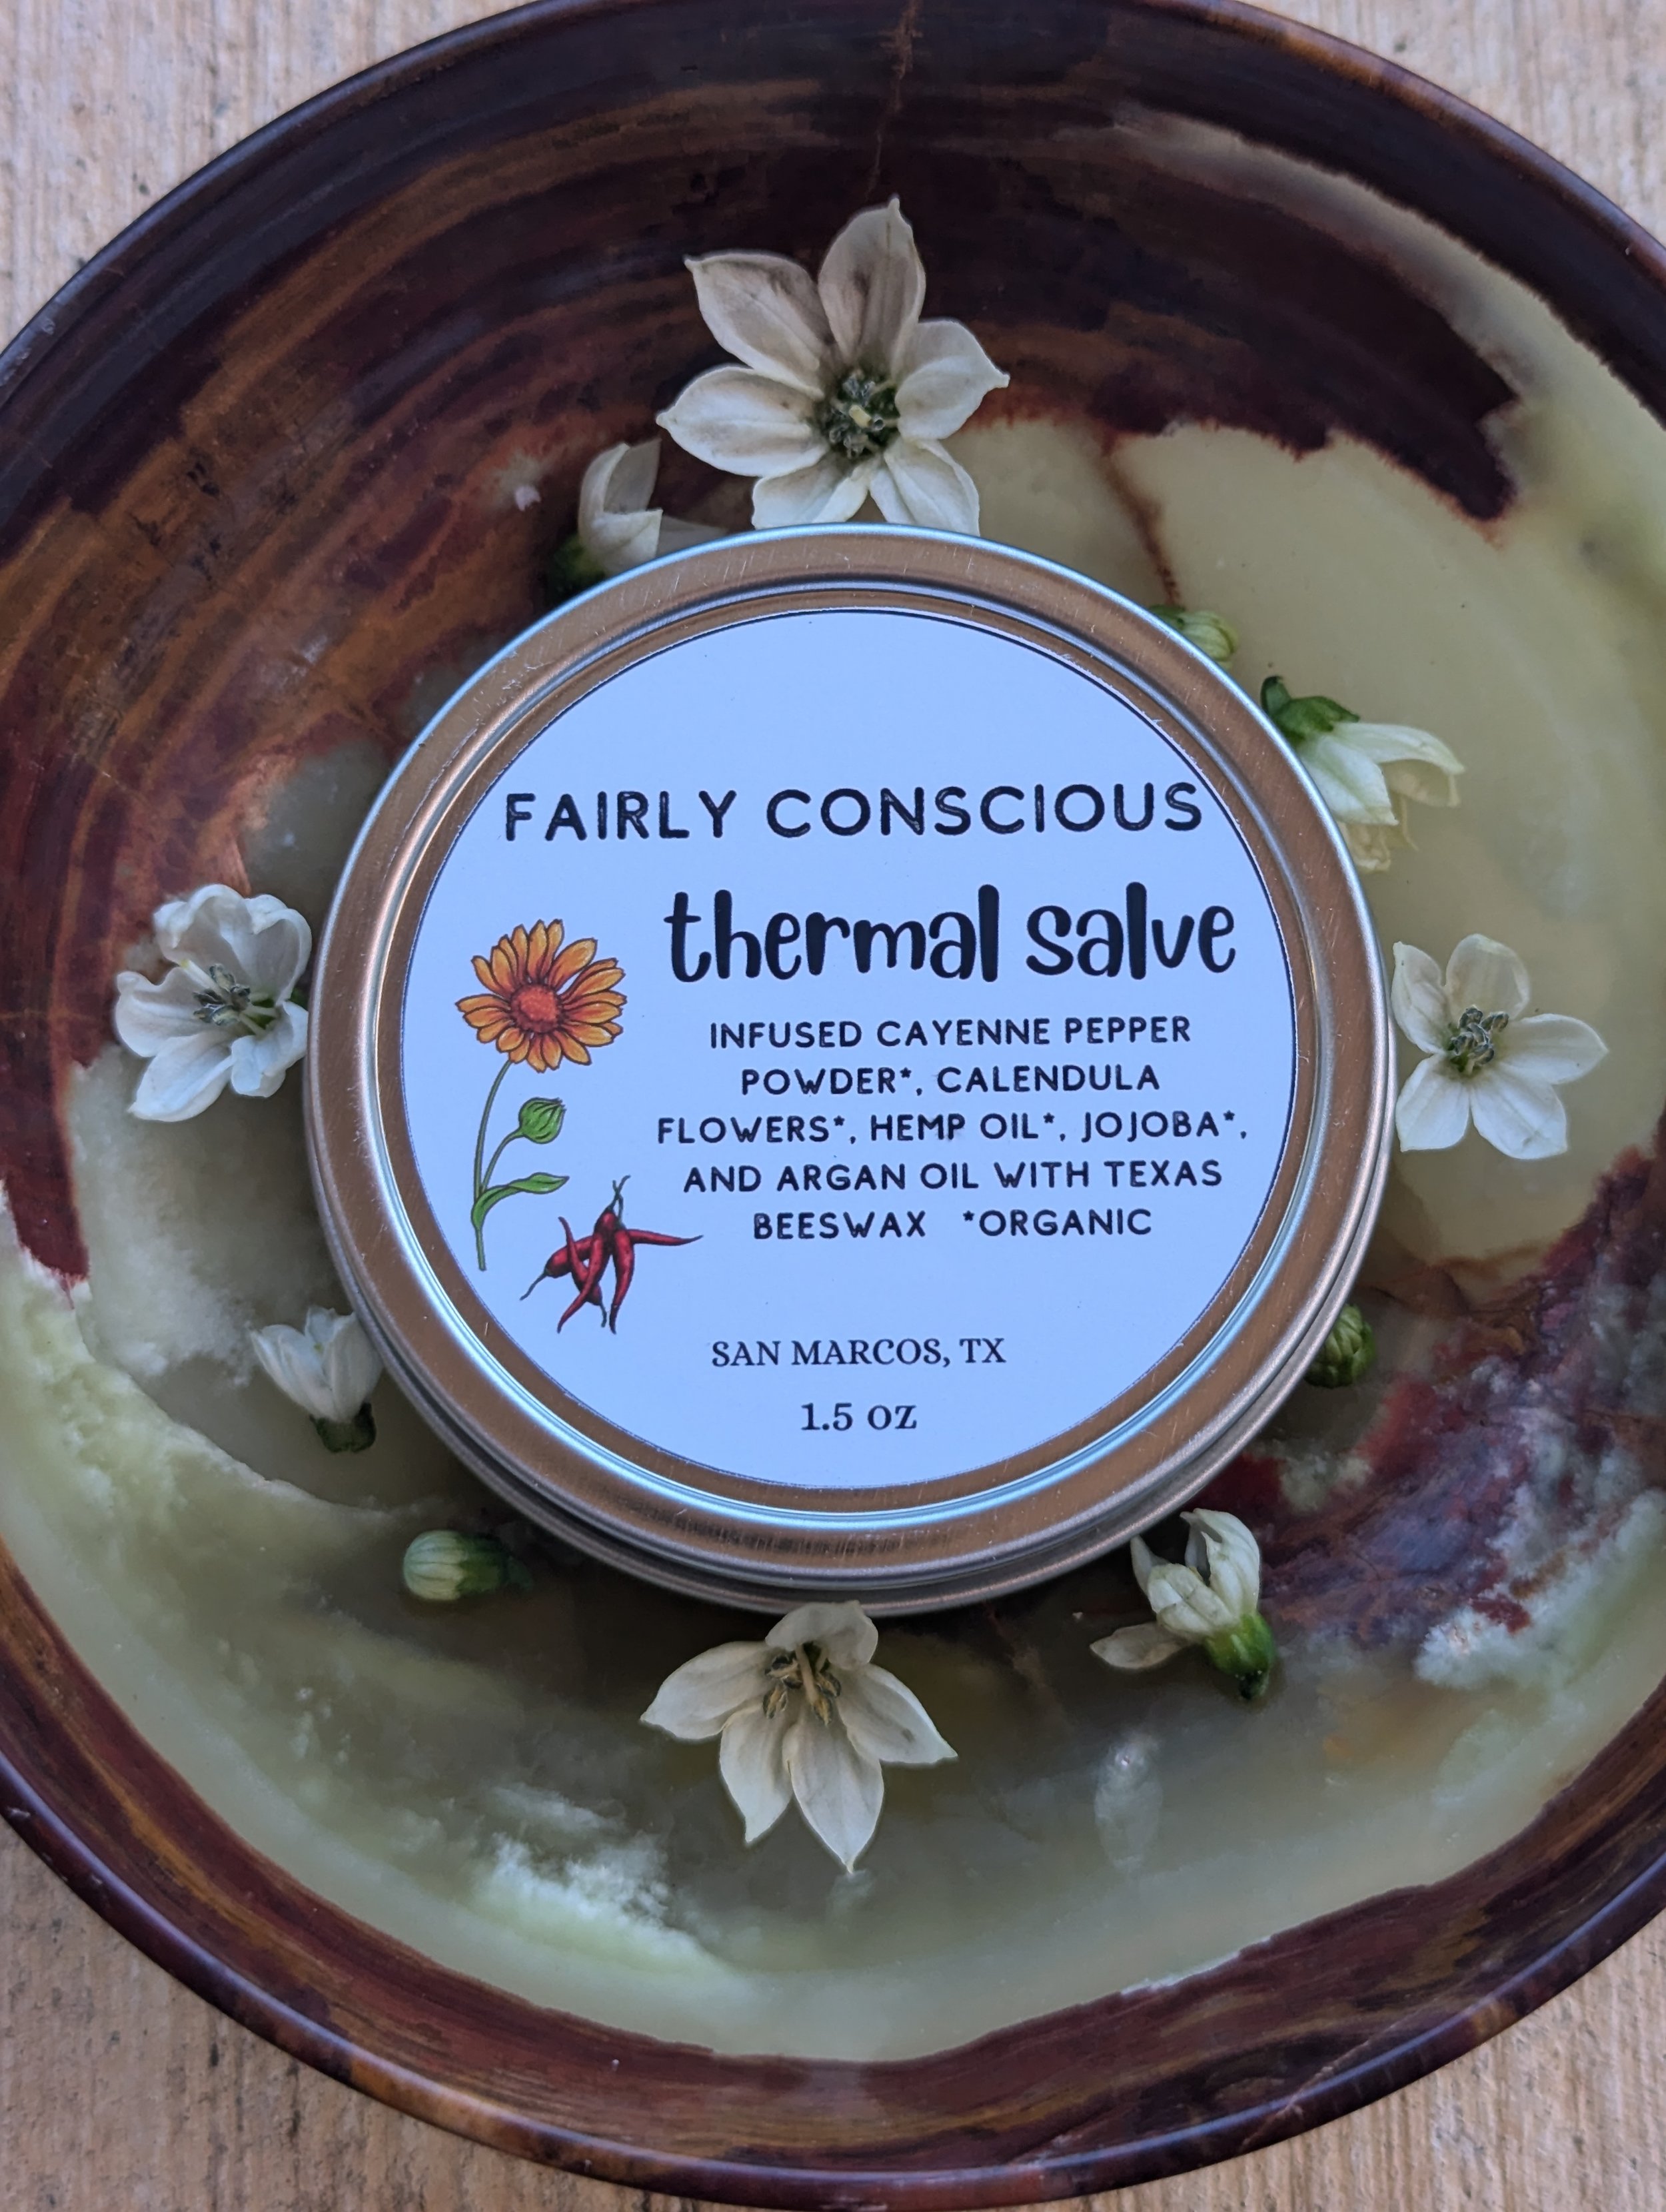 FAIRLY CONSCIOUS
thermal salve
INFUSED CAYENNE PEPPER
POWDER*, CALENDULA
FLOWERS*, HEMP OIL*, JOJOBA*,
AND ARGAN OIL WITH TEXAS
BEESWAX *ORGANIC
SAN MARCOS, TX
1.5 OZ